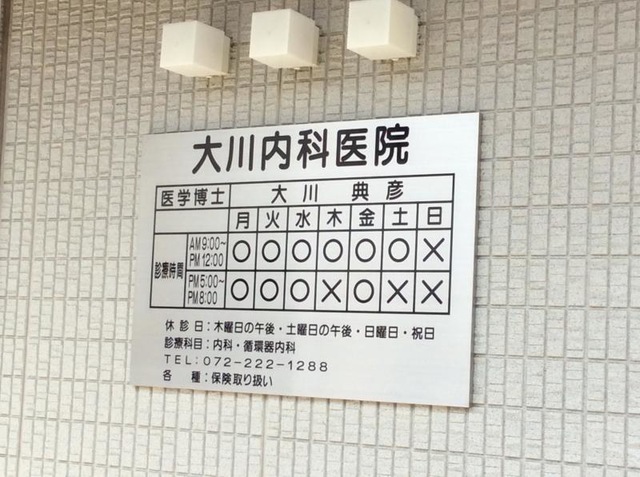 大川内科医院
医学博士 大川 典彦
月 火 水 木 金 土 日
診療時間 AM9:00~PM12:00 ○ ○ ○ ○ ○ ○ ×
PM5:00~PM8:00 ○ ○ ○ × ○ × ×
休診日:木曜日の午後・土曜日の午後・日曜日・祝日
診療科目:内科・循環器内科
TEL:072-222-1288
各種:保険取り扱い